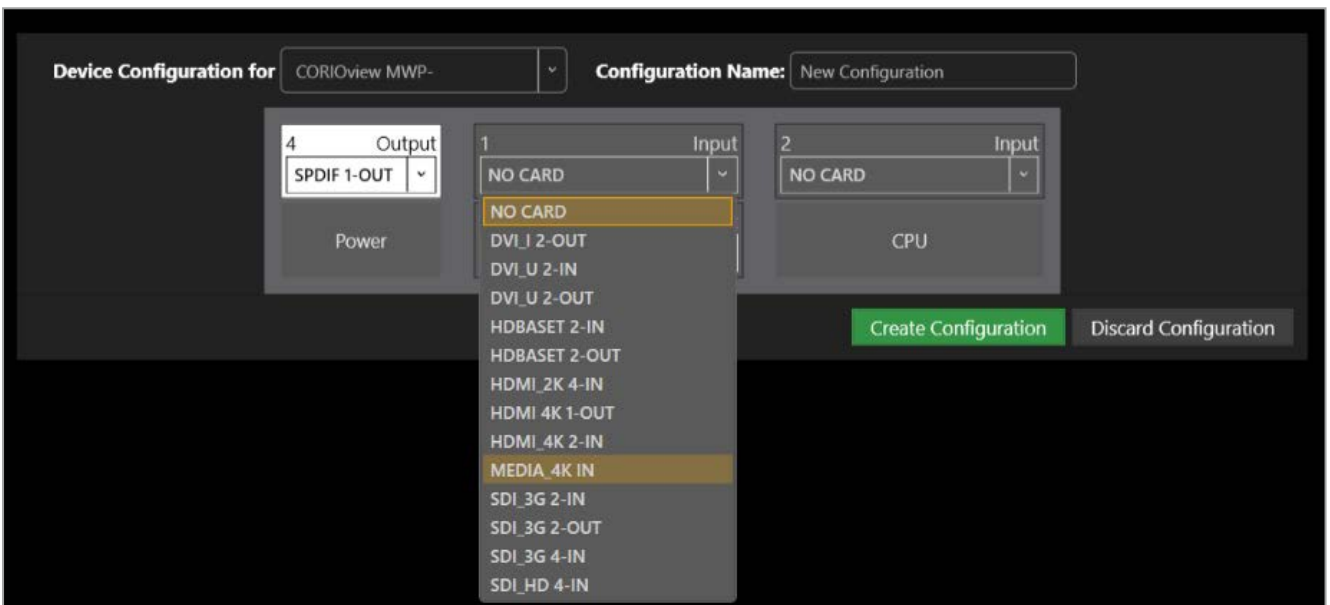 Device Configuration for CORIOview MWP- Configuration Name: New Configuration
4 Output 1 Input 2 Input
SPDIF 1-OUT NO CARD NO CARD
NO CARD
Power DVI_I 2-OUT CPU
DVI_U 2-IN
DVI_U 2-OUT
HDBASET 2-IN
Create Configuration Discard Configuration
HDBASET 2-OUT
HDMI_2K 4-IN
HDMI 4K 1-OUT
HDMI_4K 2-IN
MEDIA_4K IN
SDI_3G 2-IN
SDI_3G 2-OUT
SDI_3G 4-IN
SDI_HD 4-IN